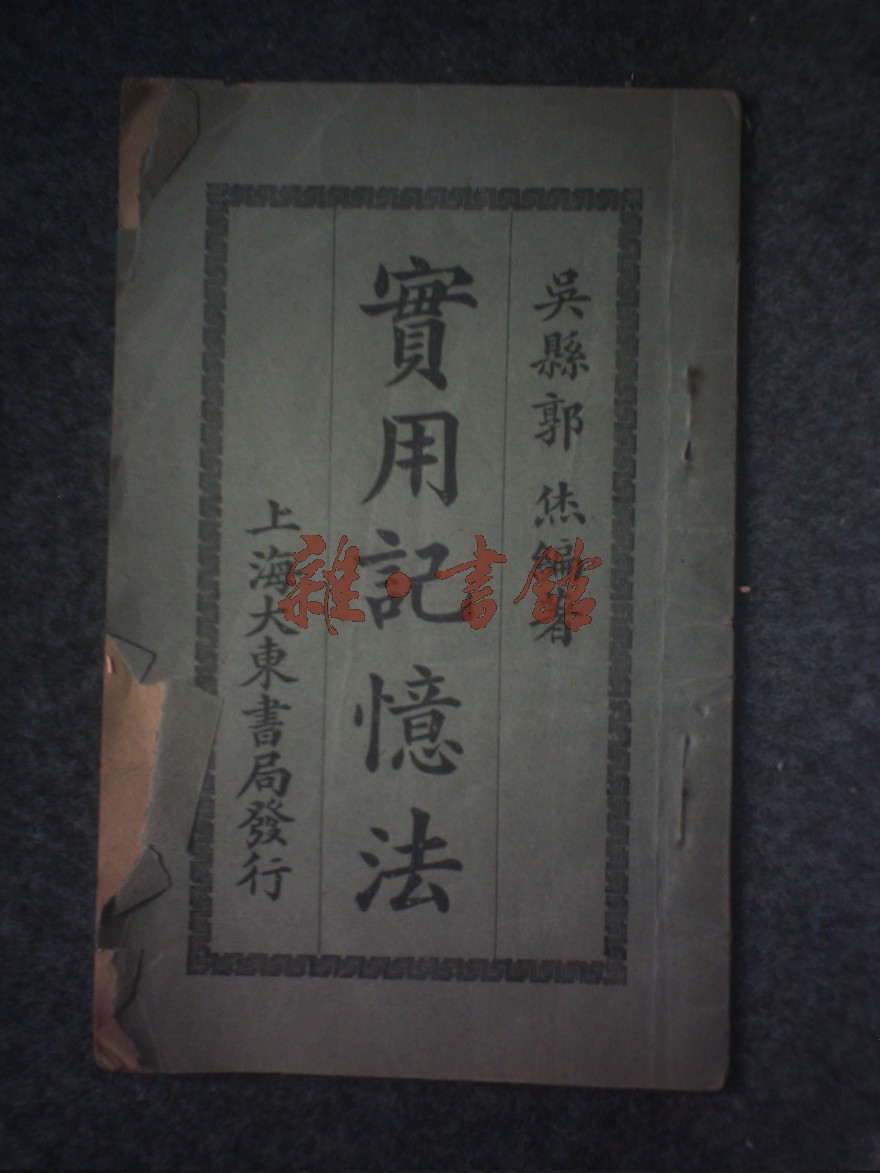 吳縣郭烋編著
實用記憶法
上海大東書局發行
雜·書館